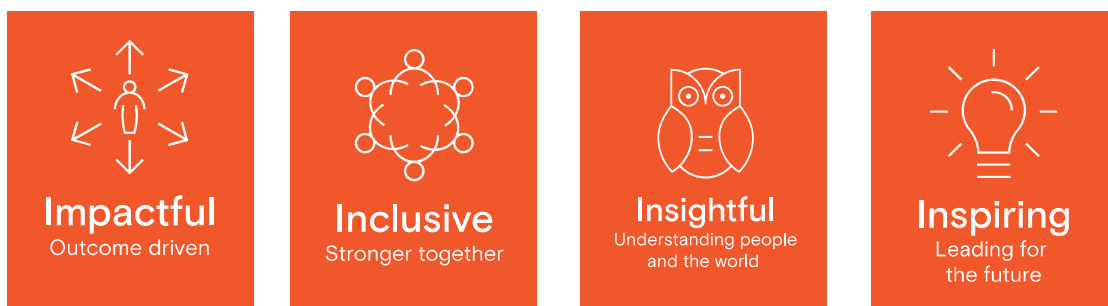 Impactful
Outcome driven
Inclusive
Stronger together
Insightful
Understanding people
and the world
Inspiring
Leading for
the future